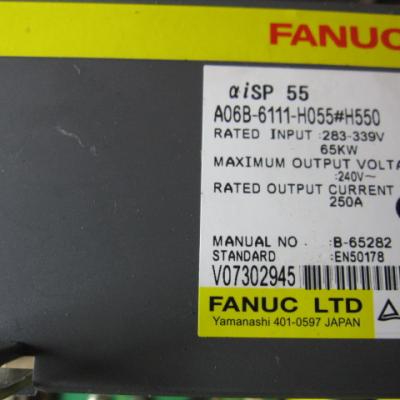 FANUC
αiSP 55
A06B-6111-H055#H550
RATED INPUT :283-339V
65KW
MAXIMUM OUTPUT VOLTA
:240V~
RATED OUTPUT CURRENT
250A
MANUAL NO. :B-65282
STANDARD :EN50178
V07302945
FANUC LTD
Yamanashi 401-0597 JAPAN